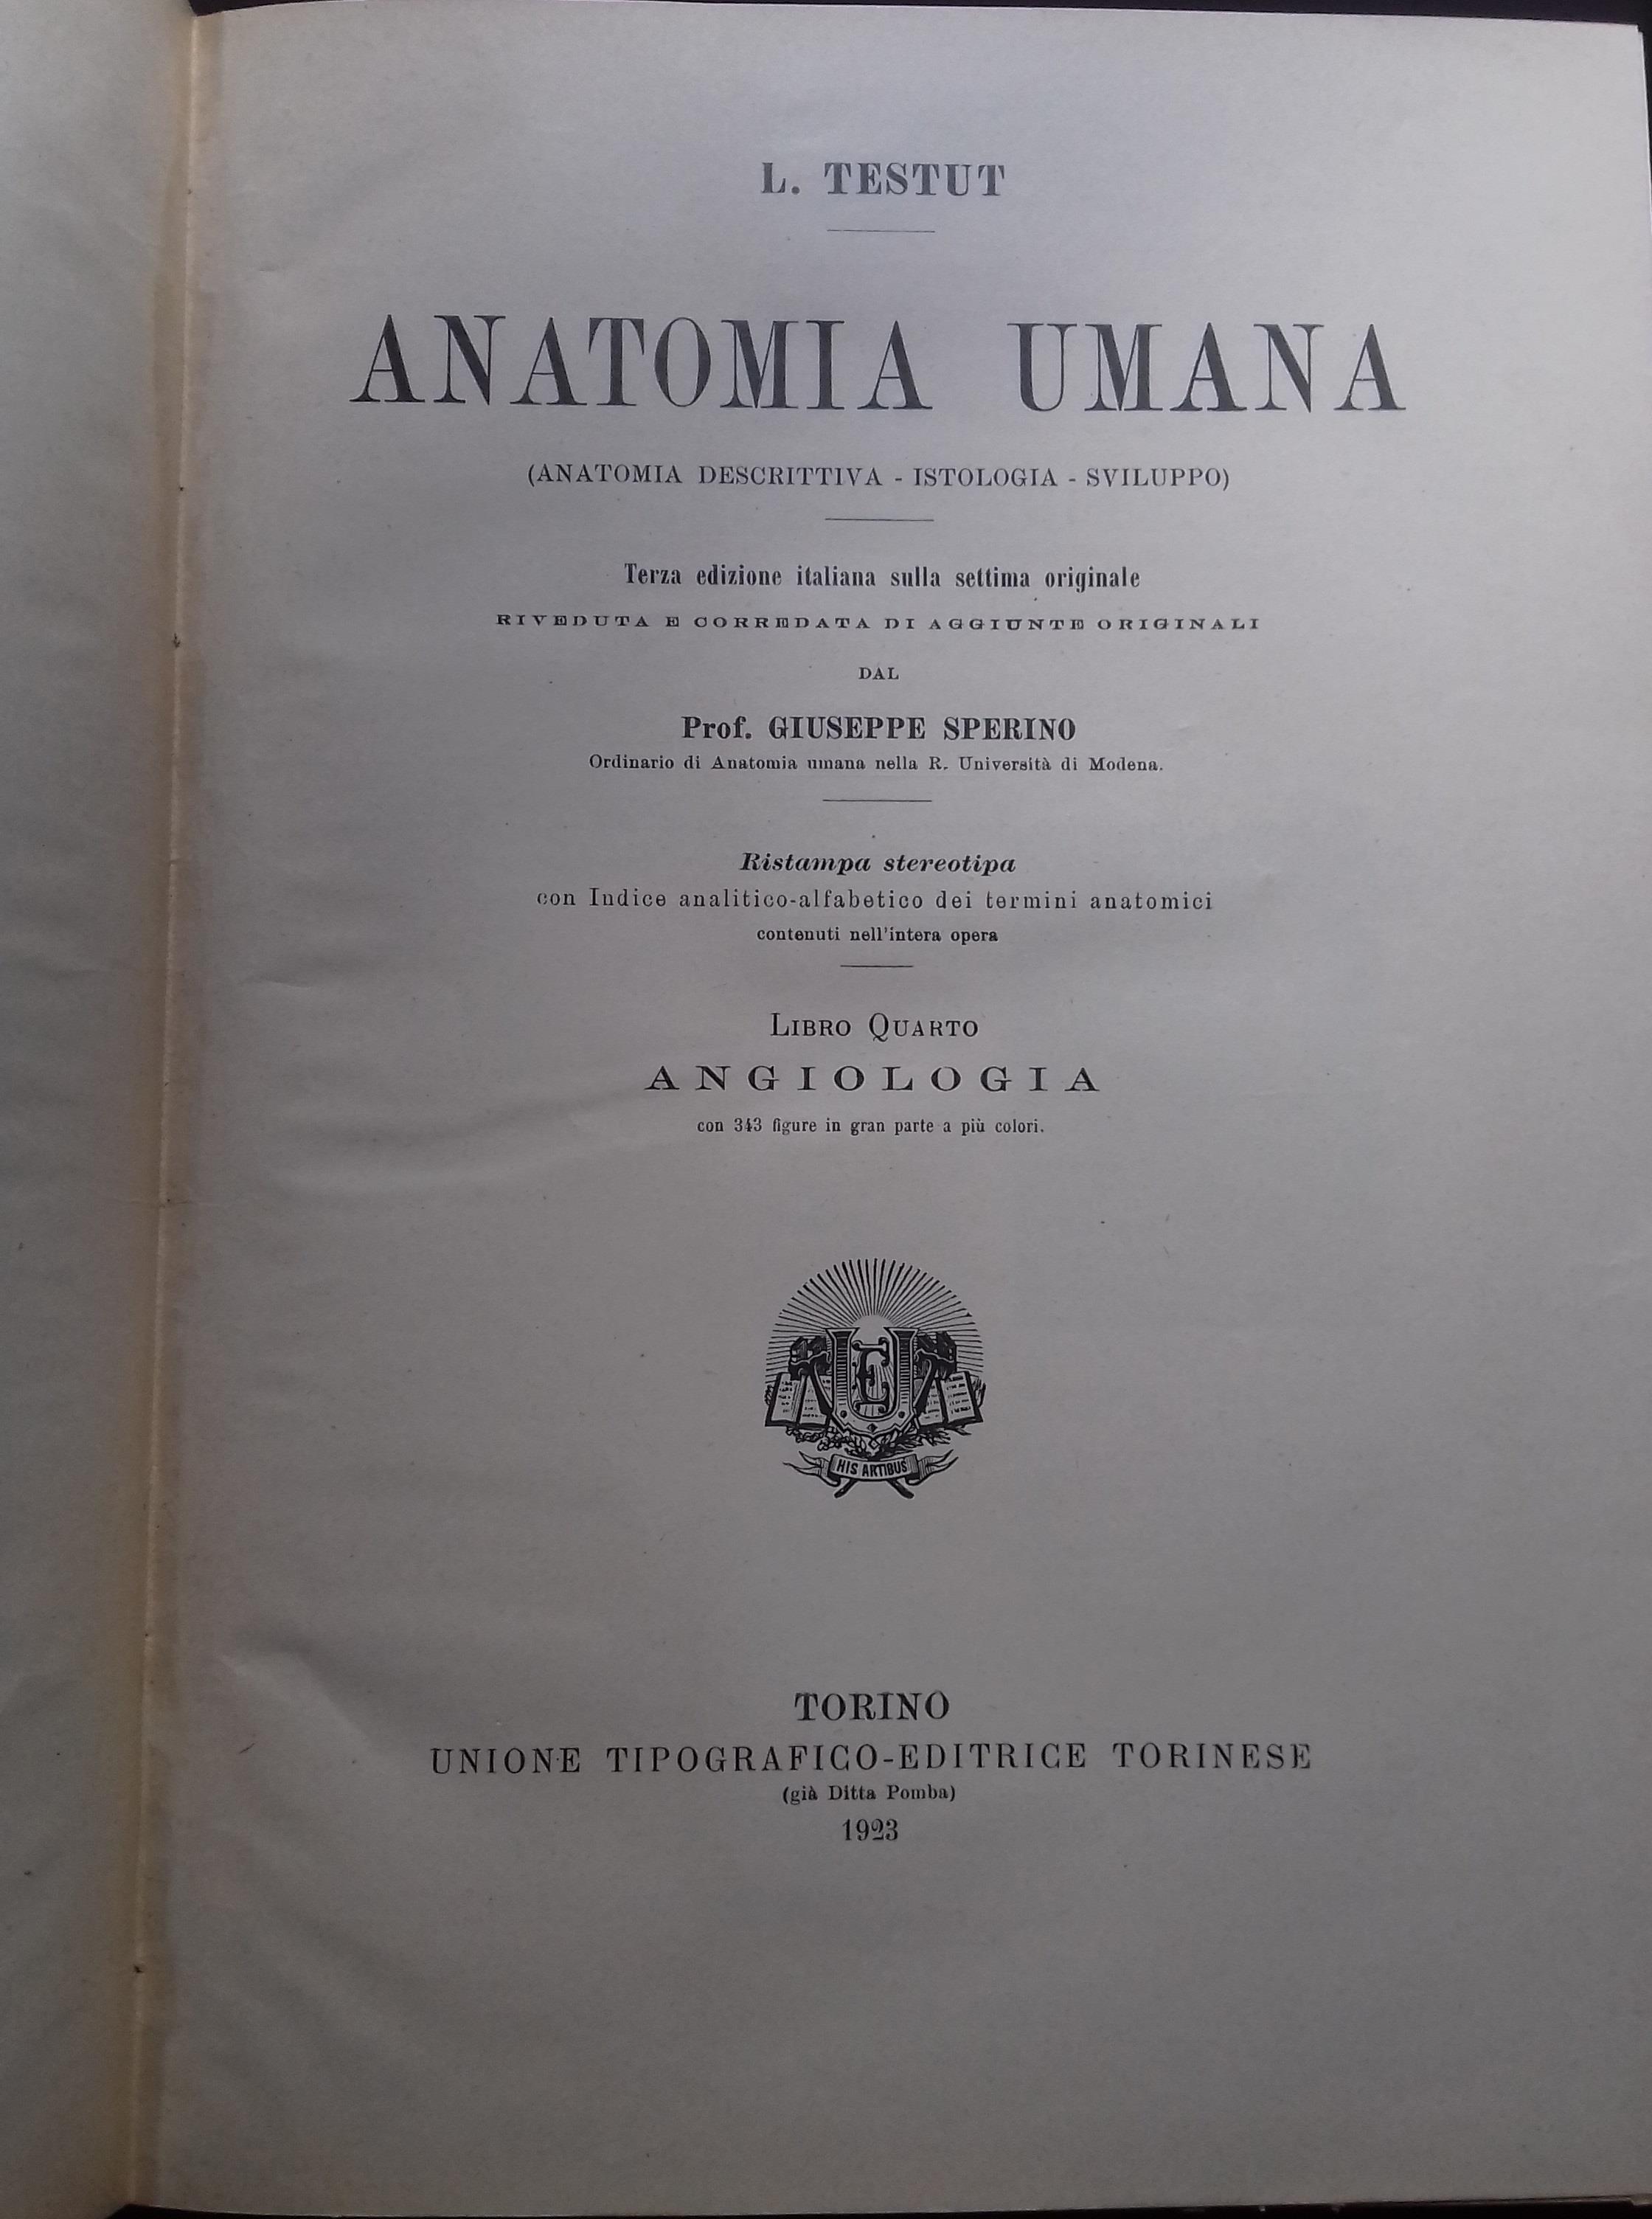 L. TESTUT
ANATOMIA UMANA
(ANATOMIA DESCRITTIVA - ISTOLOGIA - SVILUPPO)
Terza edizione italiana sulla settima originale
RIVEDUTA E CORREDATA DI AGGIUNTE ORIGINALI
DAL
Prof. GIUSEPPE SPERINO
Ordinario di Anatomia umana nella R. Università di Modena.
Ristampa stereotipa
con Indice analitico-alfabetico dei termini anatomici
contenuti nell'intera opera
LIBRO QUARTO
ANGIOLOGIA
con 343 figure in gran parte a più colori.
UTE
HIS ARTIBUS
TORINO
UNIONE TIPOGRAFICO-EDITRICE TORINESE
(già Ditta Pomba)
1923